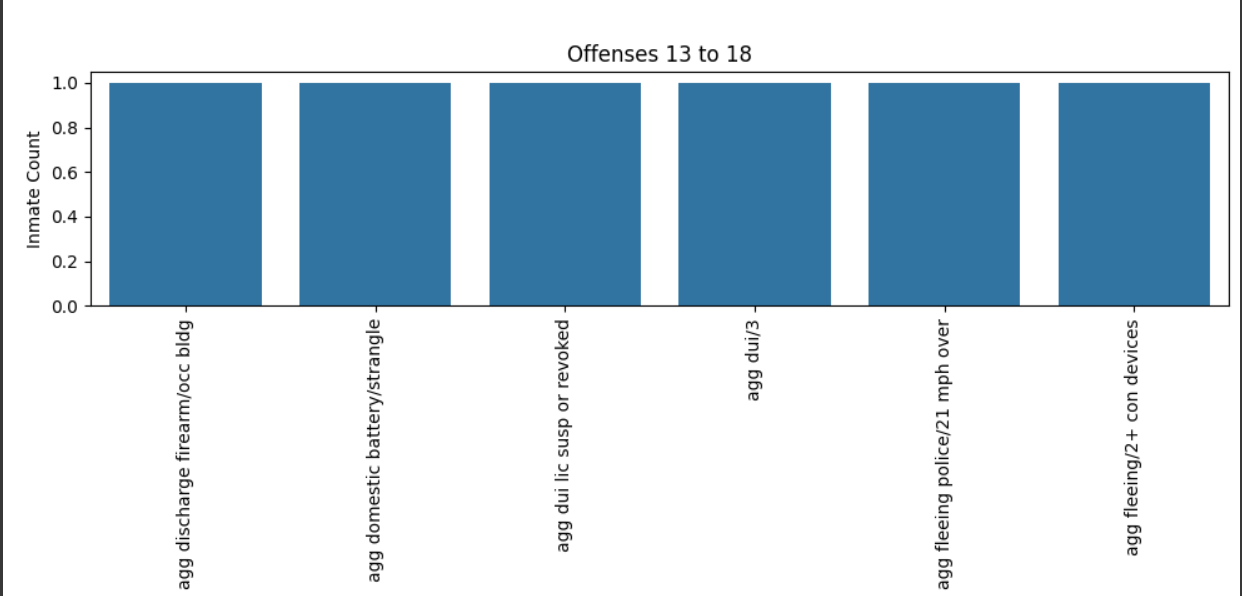 Offenses 13 to 18
Inmate Count
1.0
0.8
0.6
0.4
0.2
0.0
agg discharge firearm/occ bldg
agg domestic battery/strangle
agg dui lic susp or revoked
agg dui/3
agg fleeing police/21 mph over
agg fleeing/2+ con devices